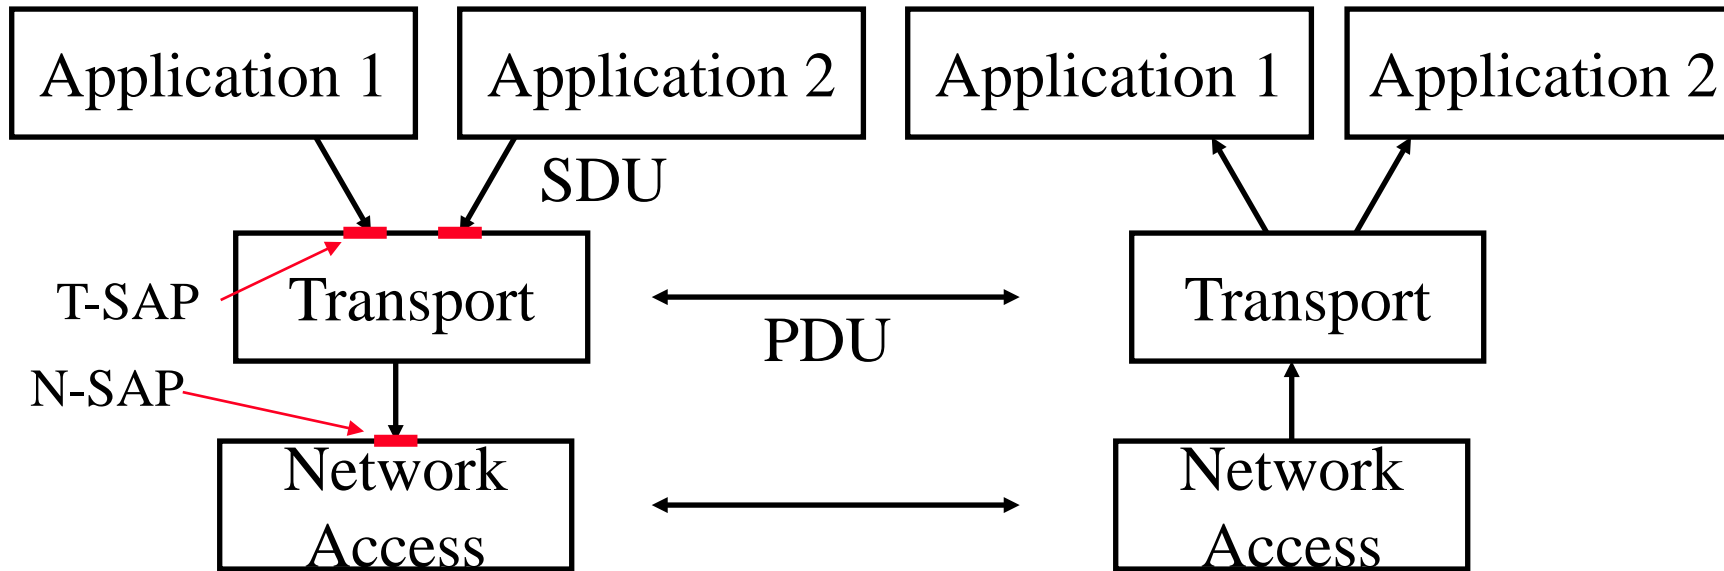 Application 1
Application 2
Application 1
Application 2
SDU
T-SAP
Transport
PDU
Transport
N-SAP
Network
Access
Network
Access